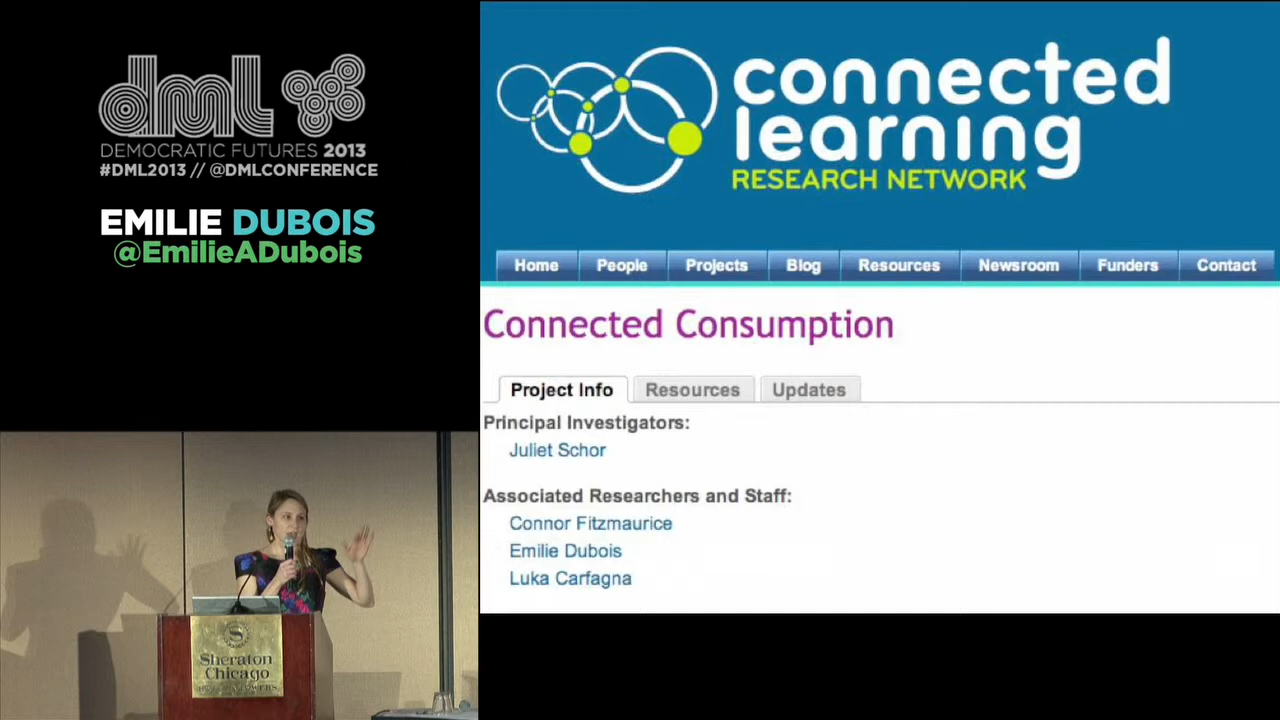 dml
DEMOCRATIC FUTURES 2013
#DML2013 // @DMLCONFERENCE
EMILIE DUBOIS
@EmilieADubois
connected
learning
RESEARCH NETWORK
Home People Projects Blog Resources Newsroom Funders Contact
Connected Consumption
Project Info Resources Updates
Principal Investigators:
Juliet Schor
Associated Researchers and Staff:
Connor Fitzmaurice
Emilie Dubois
Luka Carfagna
S
Sheraton
Chicago